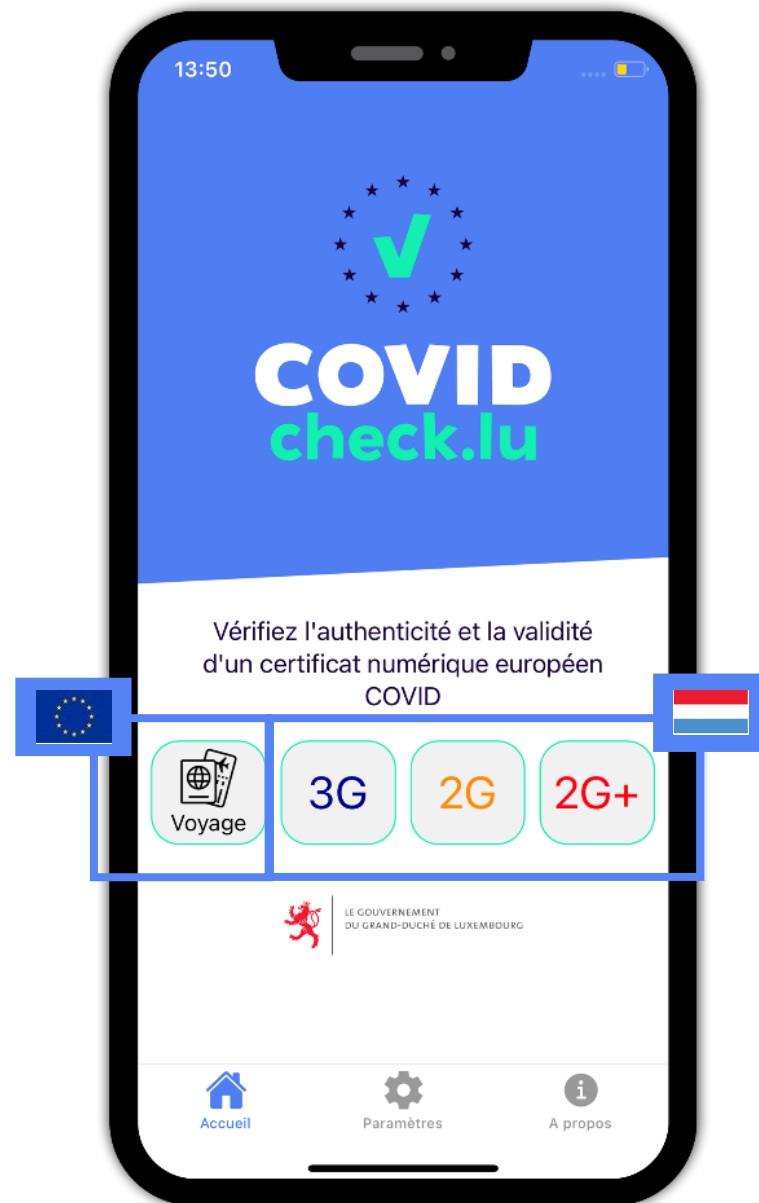 13:50
COVID
check.lu
Vérifiez l'authenticité et la validité
d'un certificat numérique européen
COVID
Voyage
3G
2G
2G+
LE GOUVERNEMENT
DU GRAND-DUCHÉ DE LUXEMBOURG
Accueil
Paramètres
A propos